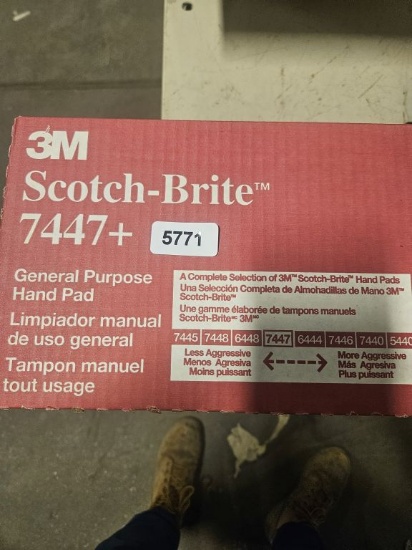 3M
Scotch-Brite™
7447+
5771
General Purpose
Hand Pad
Limpiador manual
de uso general
Tampon manuel
tout usage
A Complete Selection of 3M™ Scotch-Brite™ Hand Pads
Una Selección Completa de Almohadillas de Mano 3M™
Scotch-Brite™
Une gamme élaborée de tampons manuels
Scotch-Briteᴹᶜ 3Mᴹᶜ
7445 7448 6448 7447 6444 7446 7440 5440
Less Aggressive
Menos Agresiva
Moins puissant
More Aggressive
Más Agresiva
Plus puissant